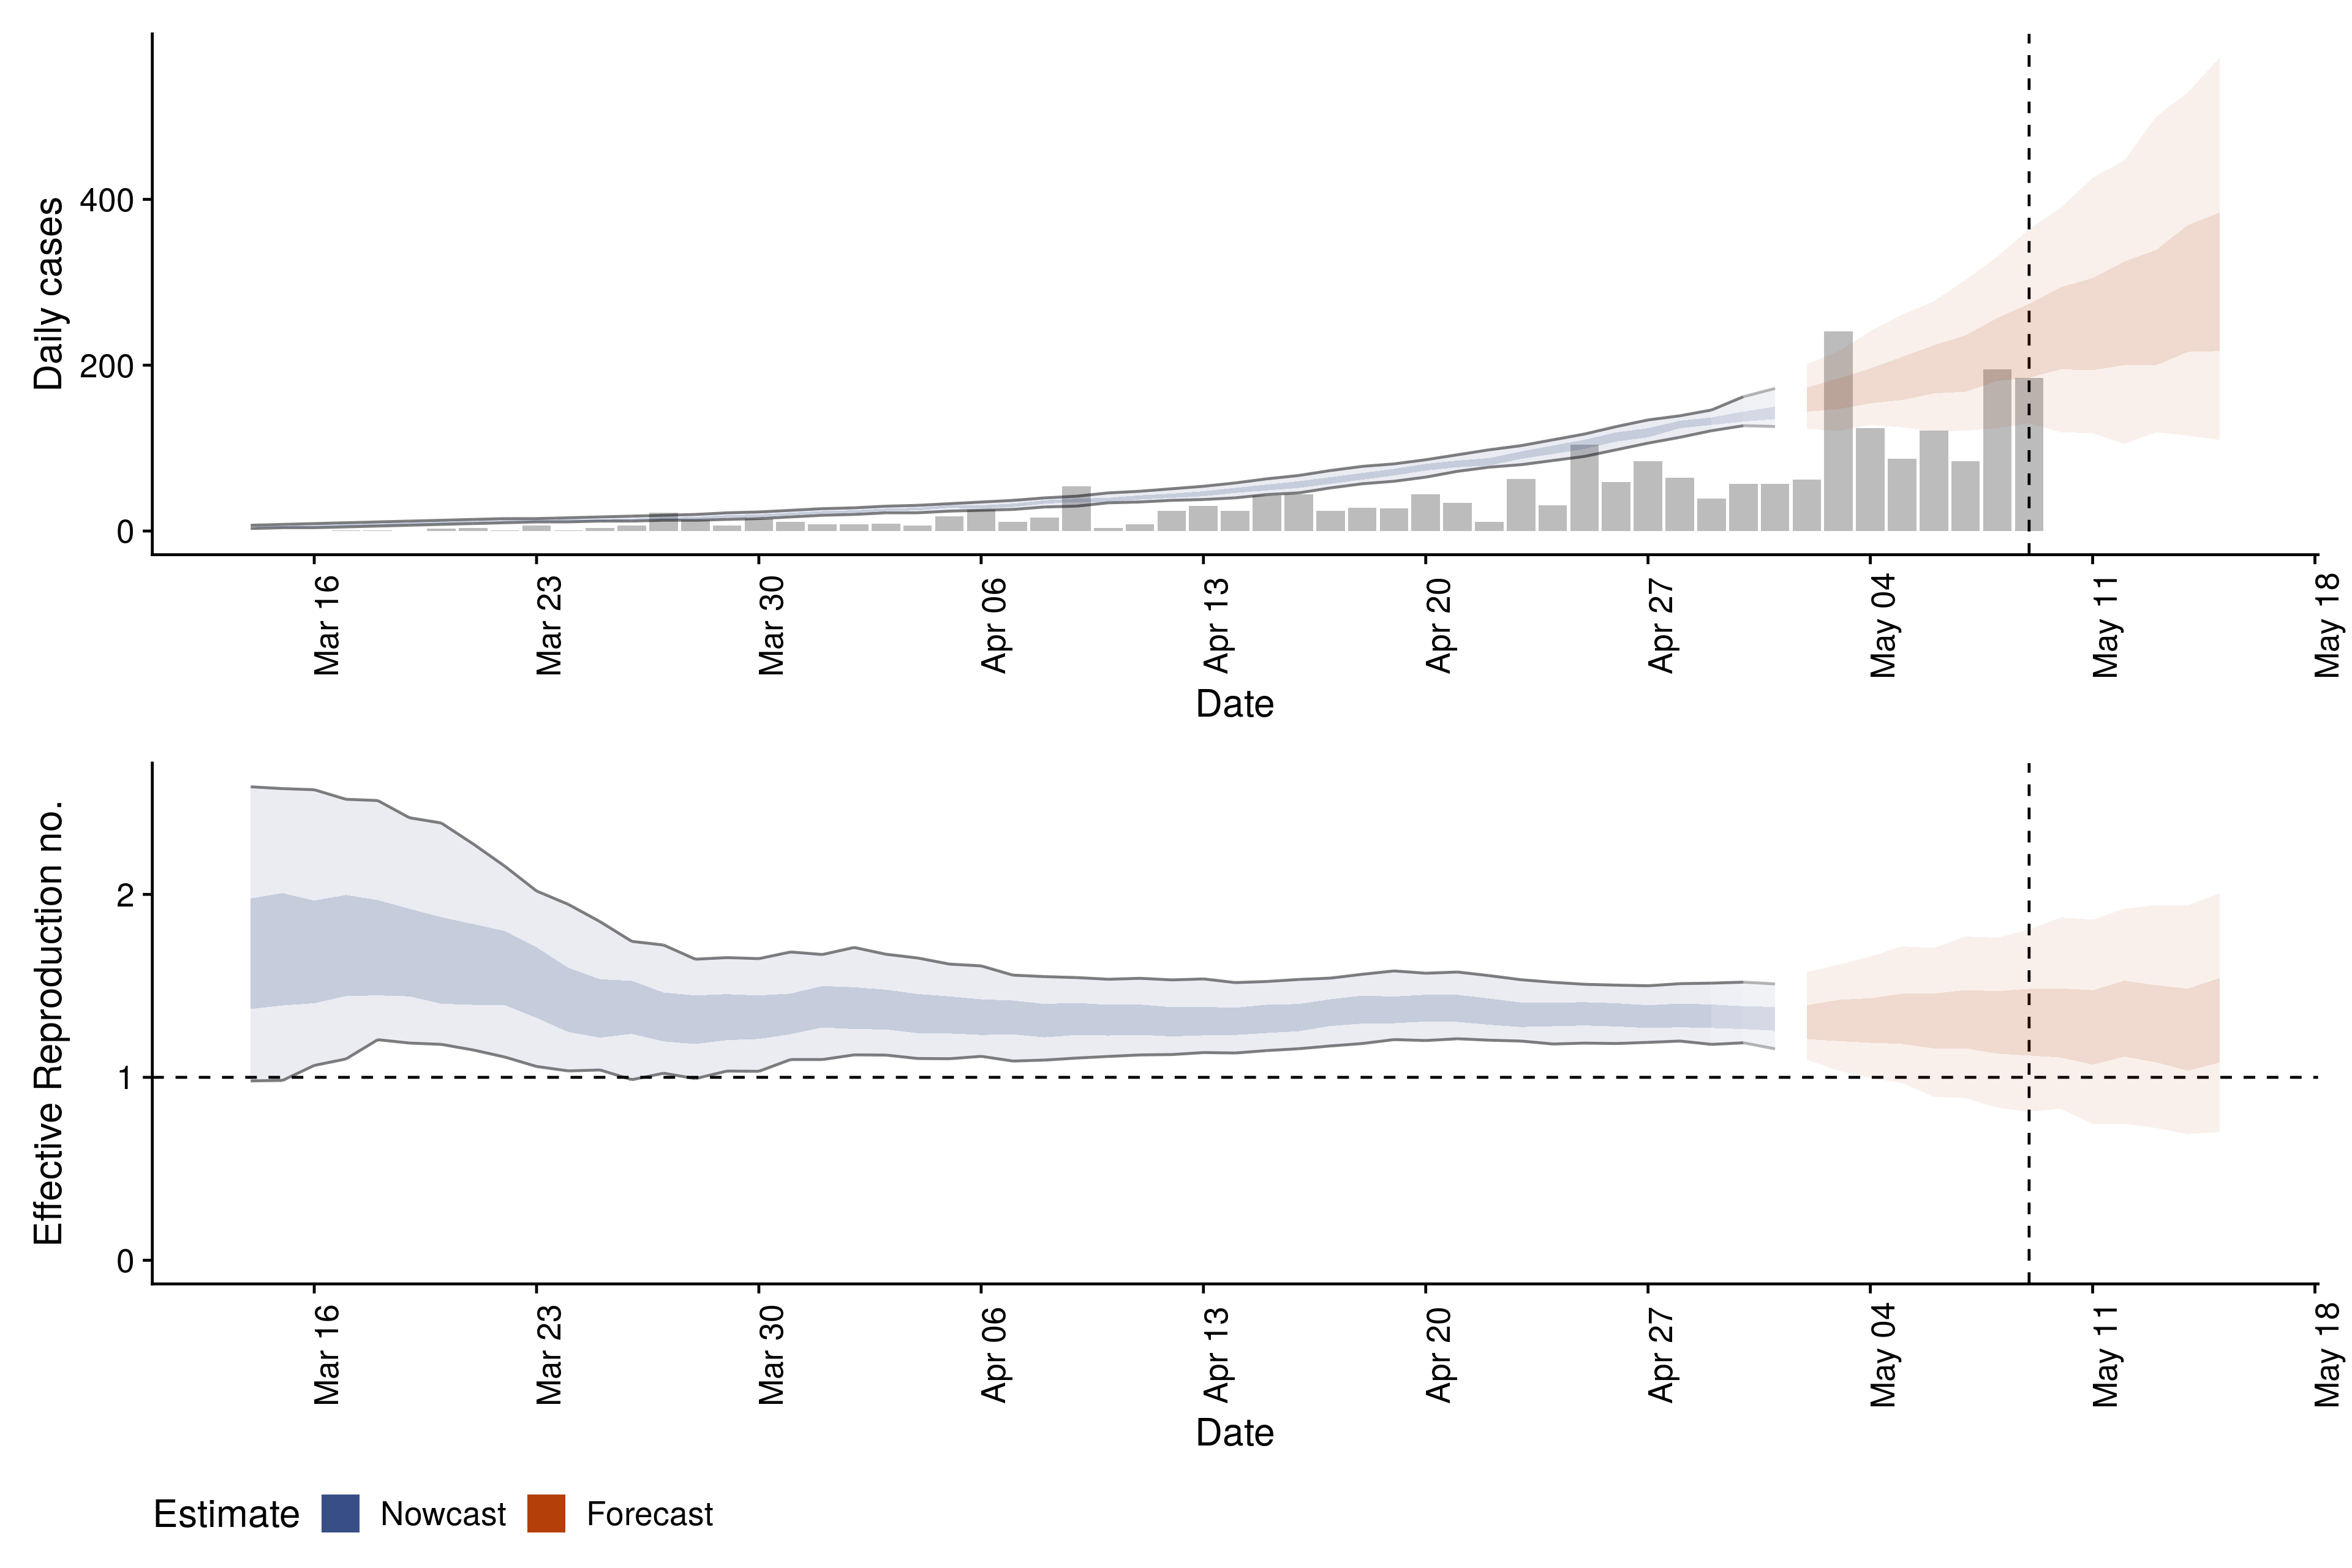 Daily cases
400
200
0
Mar 16
Mar 23
Mar 30
Apr 06
Apr 13
Apr 20
Apr 27
May 04
May 11
May 18
Date
Effective Reproduction no.
2
1
0
Mar 16
Mar 23
Mar 30
Apr 06
Apr 13
Apr 20
Apr 27
May 04
May 11
May 18
Date
Estimate Nowcast Forecast